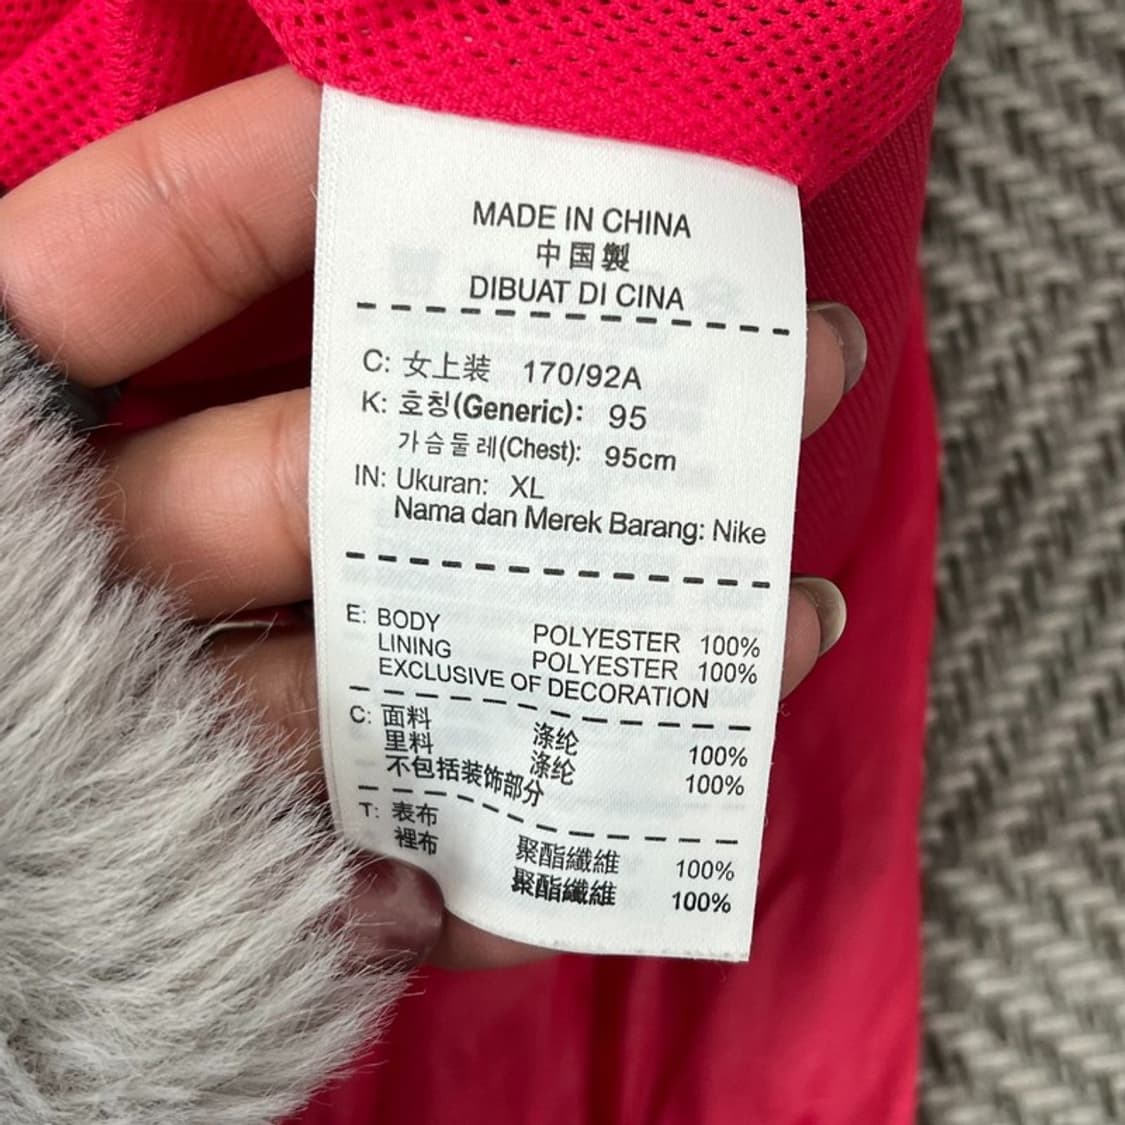 MADE IN CHINA
中国製
DIBUAT DI CINA
C: 女上装 170/92A
K: 호칭(Generic): 95
가슴둘레(Chest): 95cm
IN: Ukuran: XL
Nama dan Merek Barang: Nike
E: BODY POLYESTER 100%
LINING POLYESTER 100%
EXCLUSIVE OF DECORATION
C: 面料 涤纶 100%
里料 涤纶 100%
不包括装饰部分
T: 表布 聚酯纖維 100%
裡布 聚酯纖維 100%